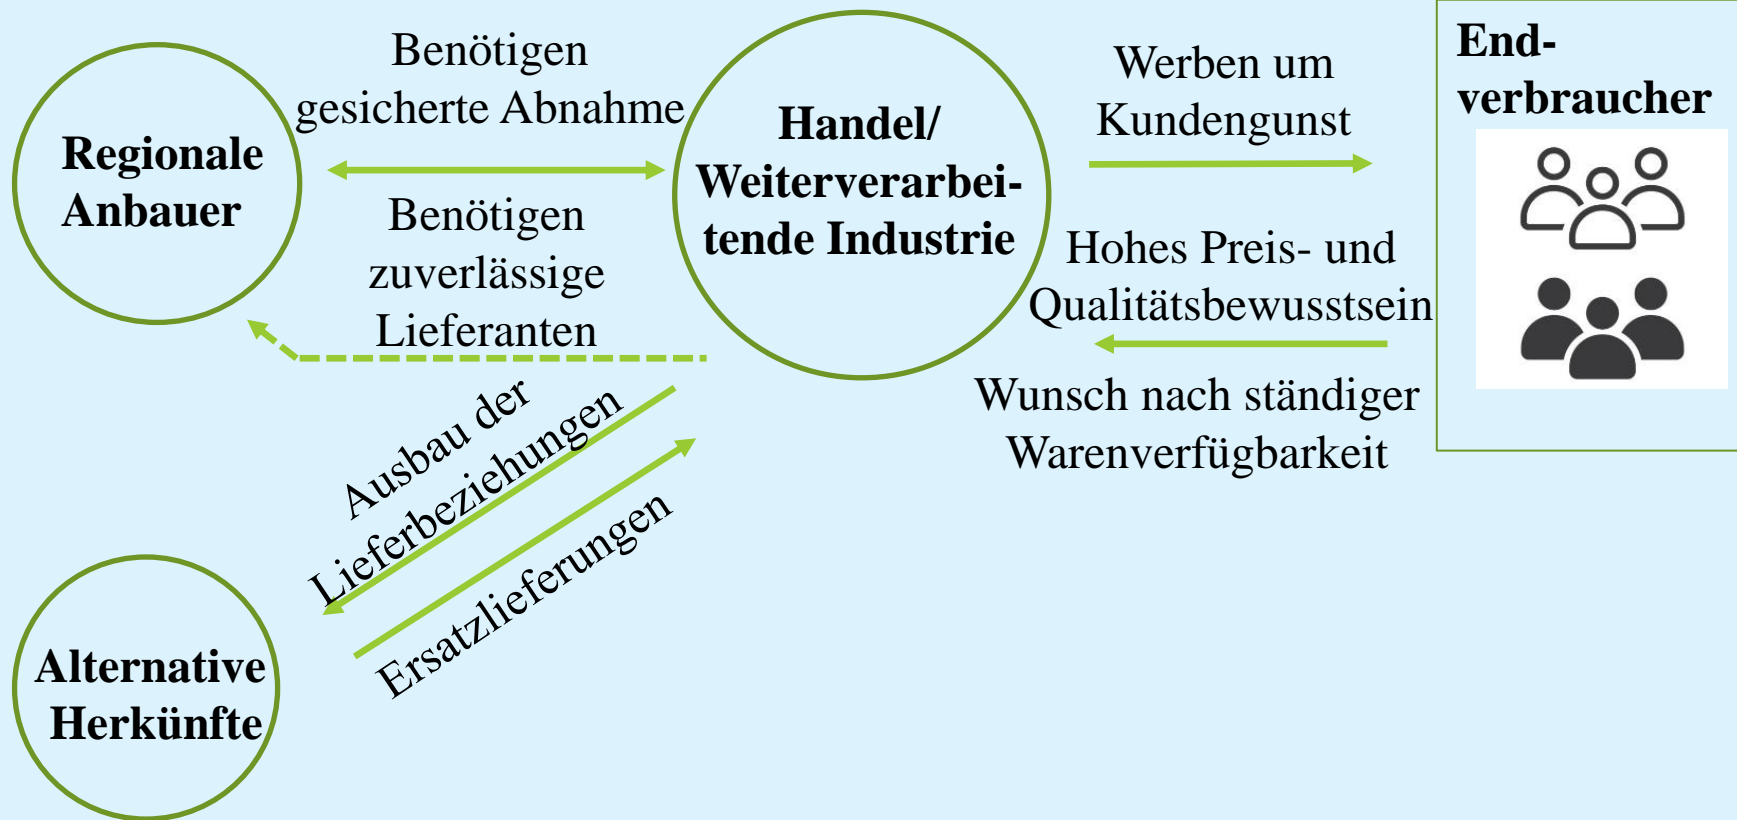 Regionale
Anbauer
Benötigen
gesicherte Abnahme
Benötigen
zuverlässige
Lieferanten
Handel/
Weiterverarbei-
tende Industrie
Werben um
Kundengunst
Hohes Preis- und
Qualitätsbewusstsein
Wunsch nach ständiger
Warenverfügbarkeit
End-
verbraucher
Ausbau der
Lieferbeziehungen
Ersatzlieferungen
Alternative
Herkünfte